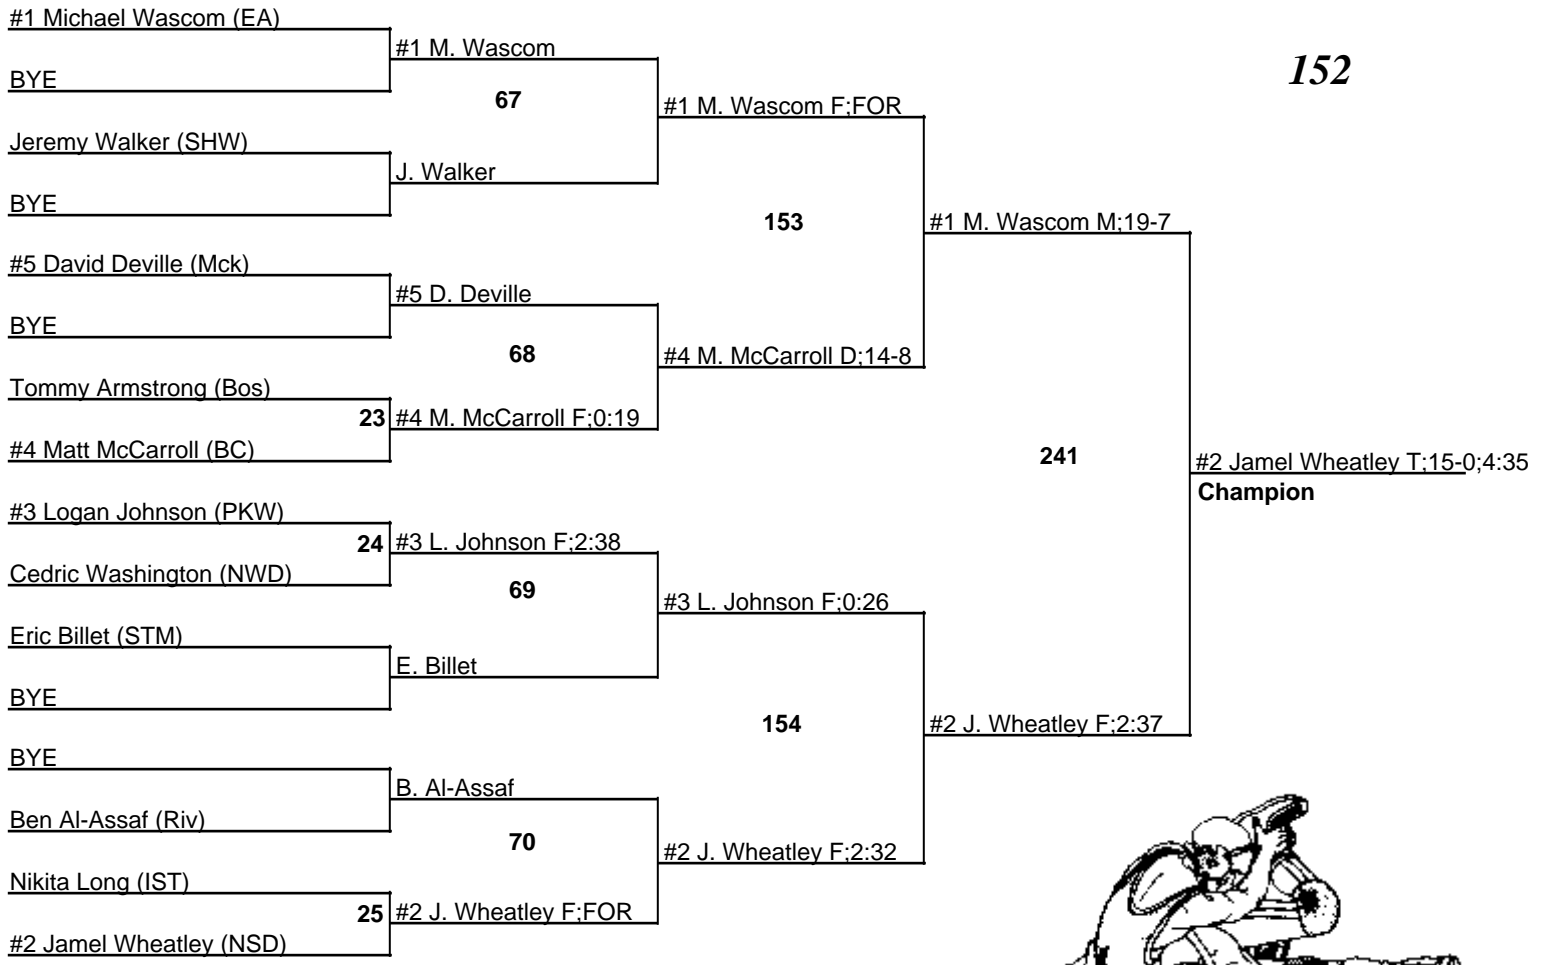 #1 Michael Wascom (EA)
BYE
Jeremy Walker (SHW)
BYE
#5 David Deville (Mck)
BYE
Tommy Armstrong (Bos)
#4 Matt McCarroll (BC)
#3 Logan Johnson (PKW)
Cedric Washington (NWD)
Eric Billet (STM)
BYE
BYE
Ben Al-Assaf (Riv)
Nikita Long (IST)
#2 Jamel Wheatley (NSD)
23
24
25
#1 M. Wascom
J. Walker
#5 D. Deville
#4 M. McCarroll F;0:19
#3 L. Johnson F;2:38
E. Billet
B. Al-Assaf
#2 J. Wheatley F;FOR
67
68
69
70
#1 M. Wascom F;FOR
#4 M. McCarroll D;14-8
#3 L. Johnson F;0:26
#2 J. Wheatley F;2:32
153
154
#1 M. Wascom M;19-7
#2 J. Wheatley F;2:37
241
#2 Jamel Wheatley T;15-0;4:35
Champion
152